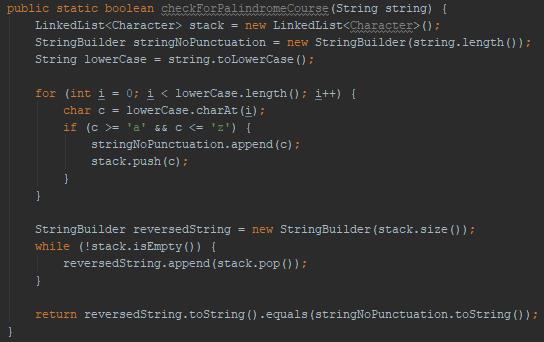 public static boolean checkForPalindromeCourse(String string) {
    LinkedList<Character> stack = new LinkedList<Character>();
    StringBuilder stringNoPunctuation = new StringBuilder(string.length());
    String lowerCase = string.toLowerCase();

    for (int i = 0; i < lowerCase.length(); i++) {
        char c = lowerCase.charAt(i);
        if (c >= 'a' && c <= 'z') {
            stringNoPunctuation.append(c);
            stack.push(c);
        }
    }

    StringBuilder reversedString = new StringBuilder(stack.size());
    while (!stack.isEmpty()) {
        reversedString.append(stack.pop());
    }

    return reversedString.toString().equals(stringNoPunctuation.toString());
}